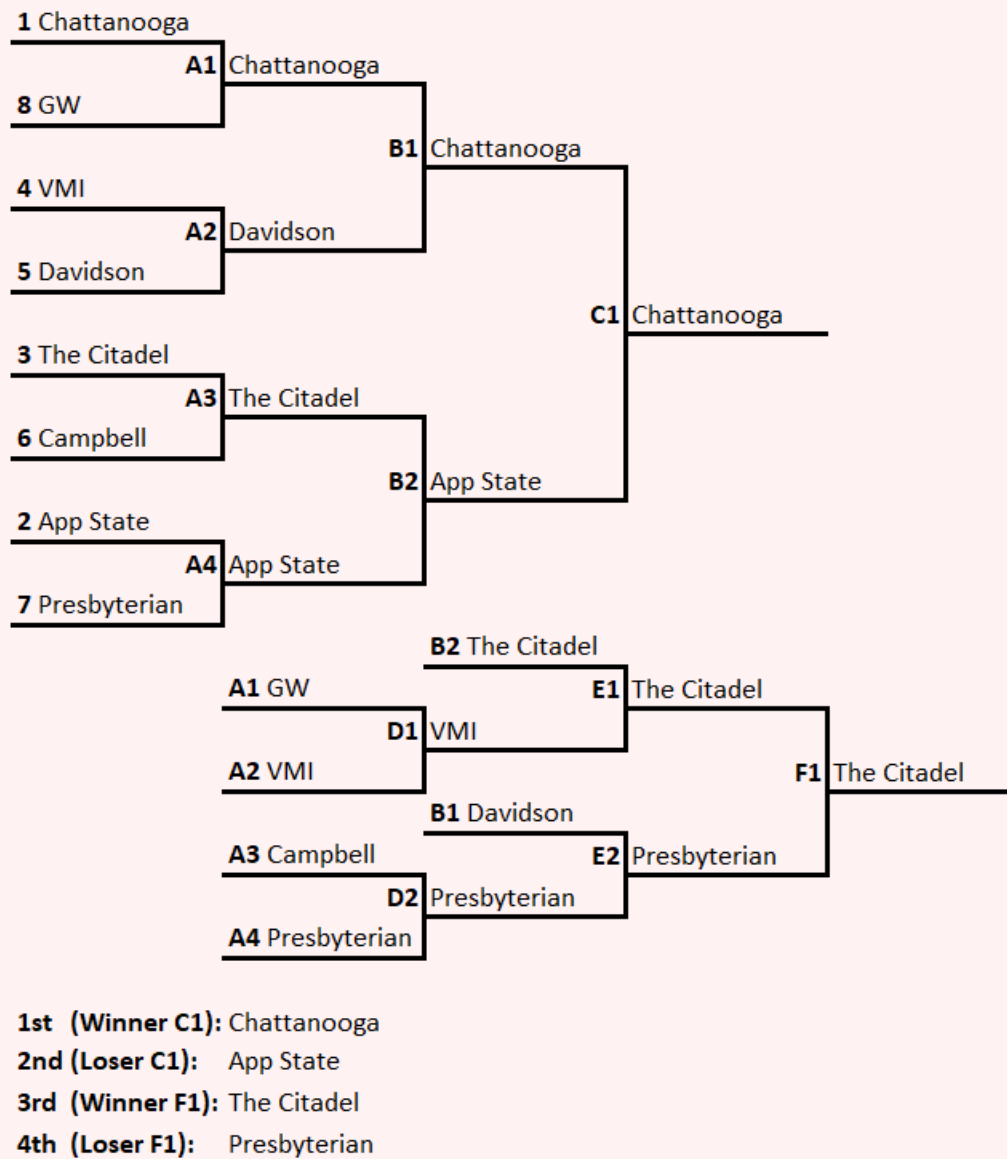 1 Chattanooga
A1 Chattanooga
8 GW
B1 Chattanooga
4 VMI
A2 Davidson
5 Davidson
C1 Chattanooga
3 The Citadel
A3 The Citadel
6 Campbell
B2 App State
2 App State
A4 App State
7 Presbyterian
B2 The Citadel
A1 GW
E1 The Citadel
D1 VMI
A2 VMI
F1 The Citadel
B1 Davidson
A3 Campbell
E2 Presbyterian
D2 Presbyterian
A4 Presbyterian
1st (Winner C1): Chattanooga
2nd (Loser C1): App State
3rd (Winner F1): The Citadel
4th (Loser F1): Presbyterian